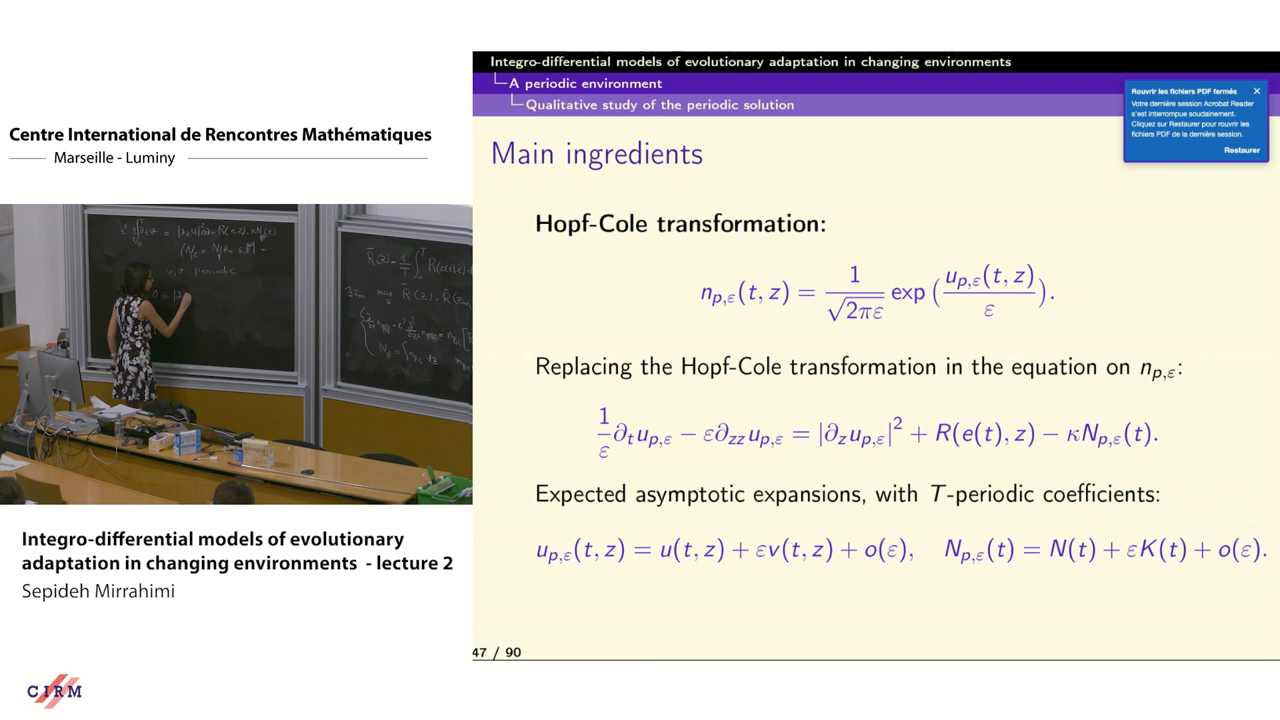 Centre International de Rencontres Mathématiques
Marseille - Luminy
Integro-differential models of evolutionary
adaptation in changing environments - lecture 2
Sepideh Mirrahimi
CIRM
Integro-differential models of evolutionary adaptation in changing environments
A periodic environment
Qualitative study of the periodic solution
Rouvrir les fichiers PDF fermés ×
Votre dernière session Acrobat Reader
s'est interrompue soudainement.
Cliquez sur Restaurer pour rouvrir les
fichiers PDF de la dernière session.
Restaurer
Main ingredients
Hopf-Cole transformation:
n_{p,ε}(t, z) = \frac{1}{\sqrt{2πε}} exp ( \frac{u_{p,ε}(t, z)}{ε} ).
Replacing the Hopf-Cole transformation in the equation on n_{p,ε}:
\frac{1}{ε} ∂_t u_{p,ε} − ε∂_{zz} u_{p,ε} = |∂_z u_{p,ε}|^2 + R(e(t), z) − κN_{p,ε}(t).
Expected asymptotic expansions, with T-periodic coefficients:
u_{p,ε}(t, z) = u(t, z) + εv(t, z) + o(ε), N_{p,ε}(t) = N(t) + εK(t) + o(ε).
47 / 90